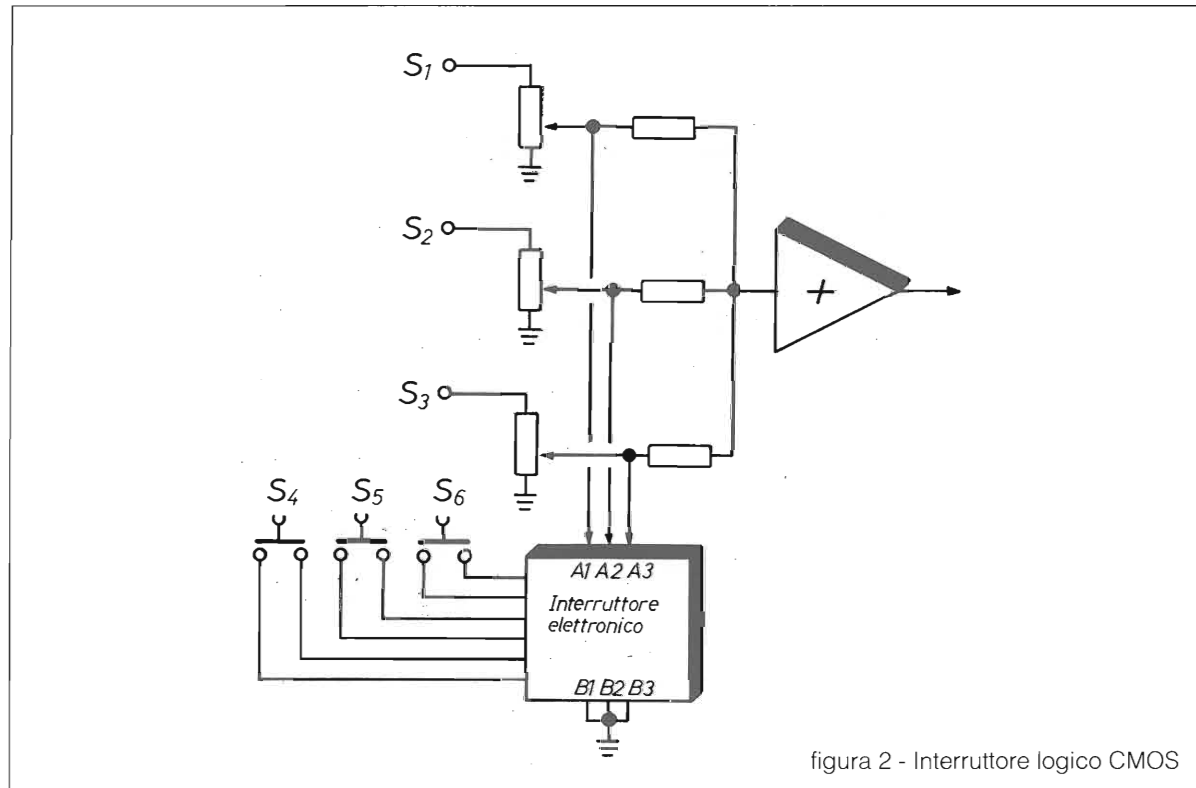 S1
S2
S3
S4 S5 S6
A1 A2 A3
Interruttore
elettronico
B1 B2 B3
+
figura 2 - Interruttore logico CMOS